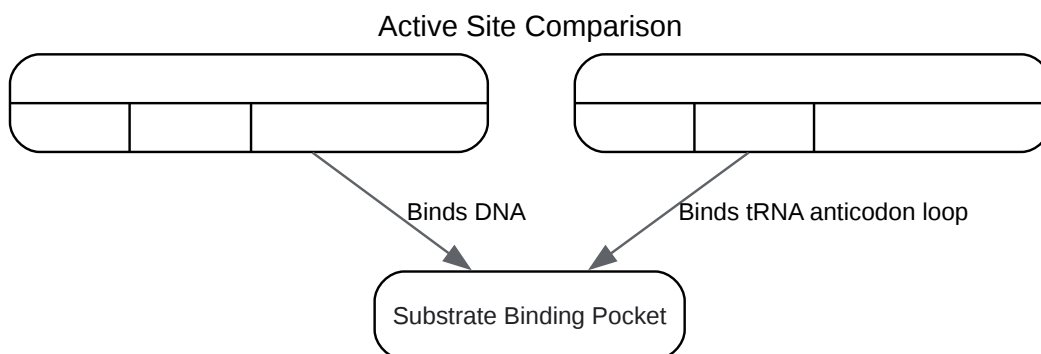 Active Site Comparison
Binds DNA
Binds tRNA anticodon loop
Substrate Binding Pocket